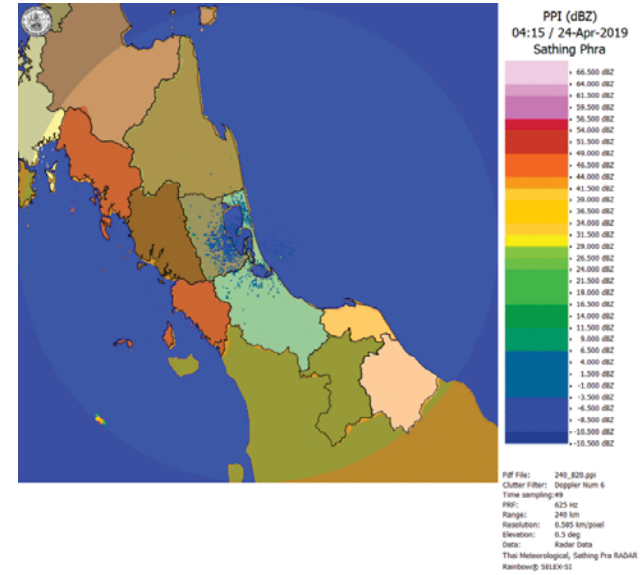 PPI (dBZ)
04:15 / 24-Apr-2019
Sathing Phra
66.500 dBZ
64.000 dBZ
61.500 dBZ
59.500 dBZ
56.500 dBZ
54.000 dBZ
51.500 dBZ
49.000 dBZ
46.500 dBZ
44.000 dBZ
41.500 dBZ
39.000 dBZ
36.500 dBZ
34.000 dBZ
31.500 dBZ
29.000 dBZ
26.500 dBZ
24.000 dBZ
21.500 dBZ
19.000 dBZ
16.500 dBZ
14.000 dBZ
11.500 dBZ
9.000 dBZ
6.500 dBZ
4.000 dBZ
1.500 dBZ
-1.000 dBZ
-3.500 dBZ
-6.500 dBZ
-8.500 dBZ
-10.500 dBZ
-10.500 dBZ
Pdf File: 240_820.ppi
Clutter Filter: Doppler Num 6
Time sampling:49
PRF: 625 Hz
Range: 240 km
Resolution: 0.585 km/pixel
Elevation: 0.5 deg
Data: Radar Data
Thai Meteorological, Sathing Pra RADAR
Rainbow® SELEX-SI